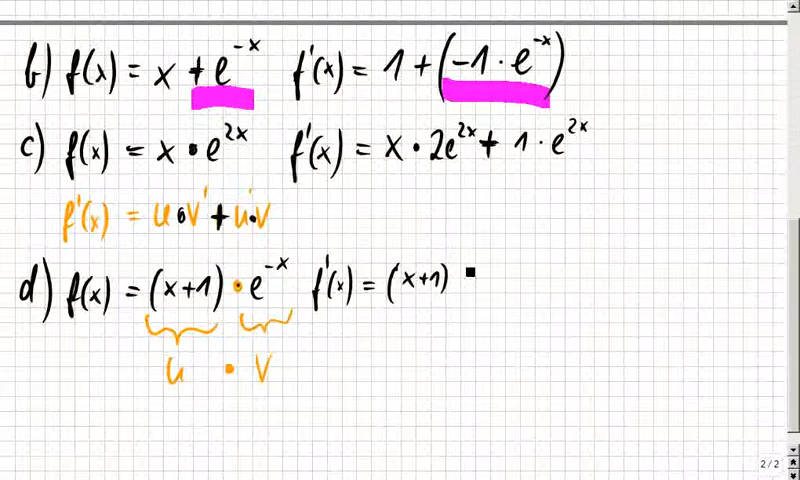 b) f(x) = x + e^{-x} f'(x) = 1 + (-1 · e^{-x})
c) f(x) = x · e^{2x} f'(x) = x · 2e^{2x} + 1 · e^{2x}
f'(x) = u · v' + u' · v
d) f(x) = (x+1) · e^{-x} f'(x) = (x+1)
u · v
2/2